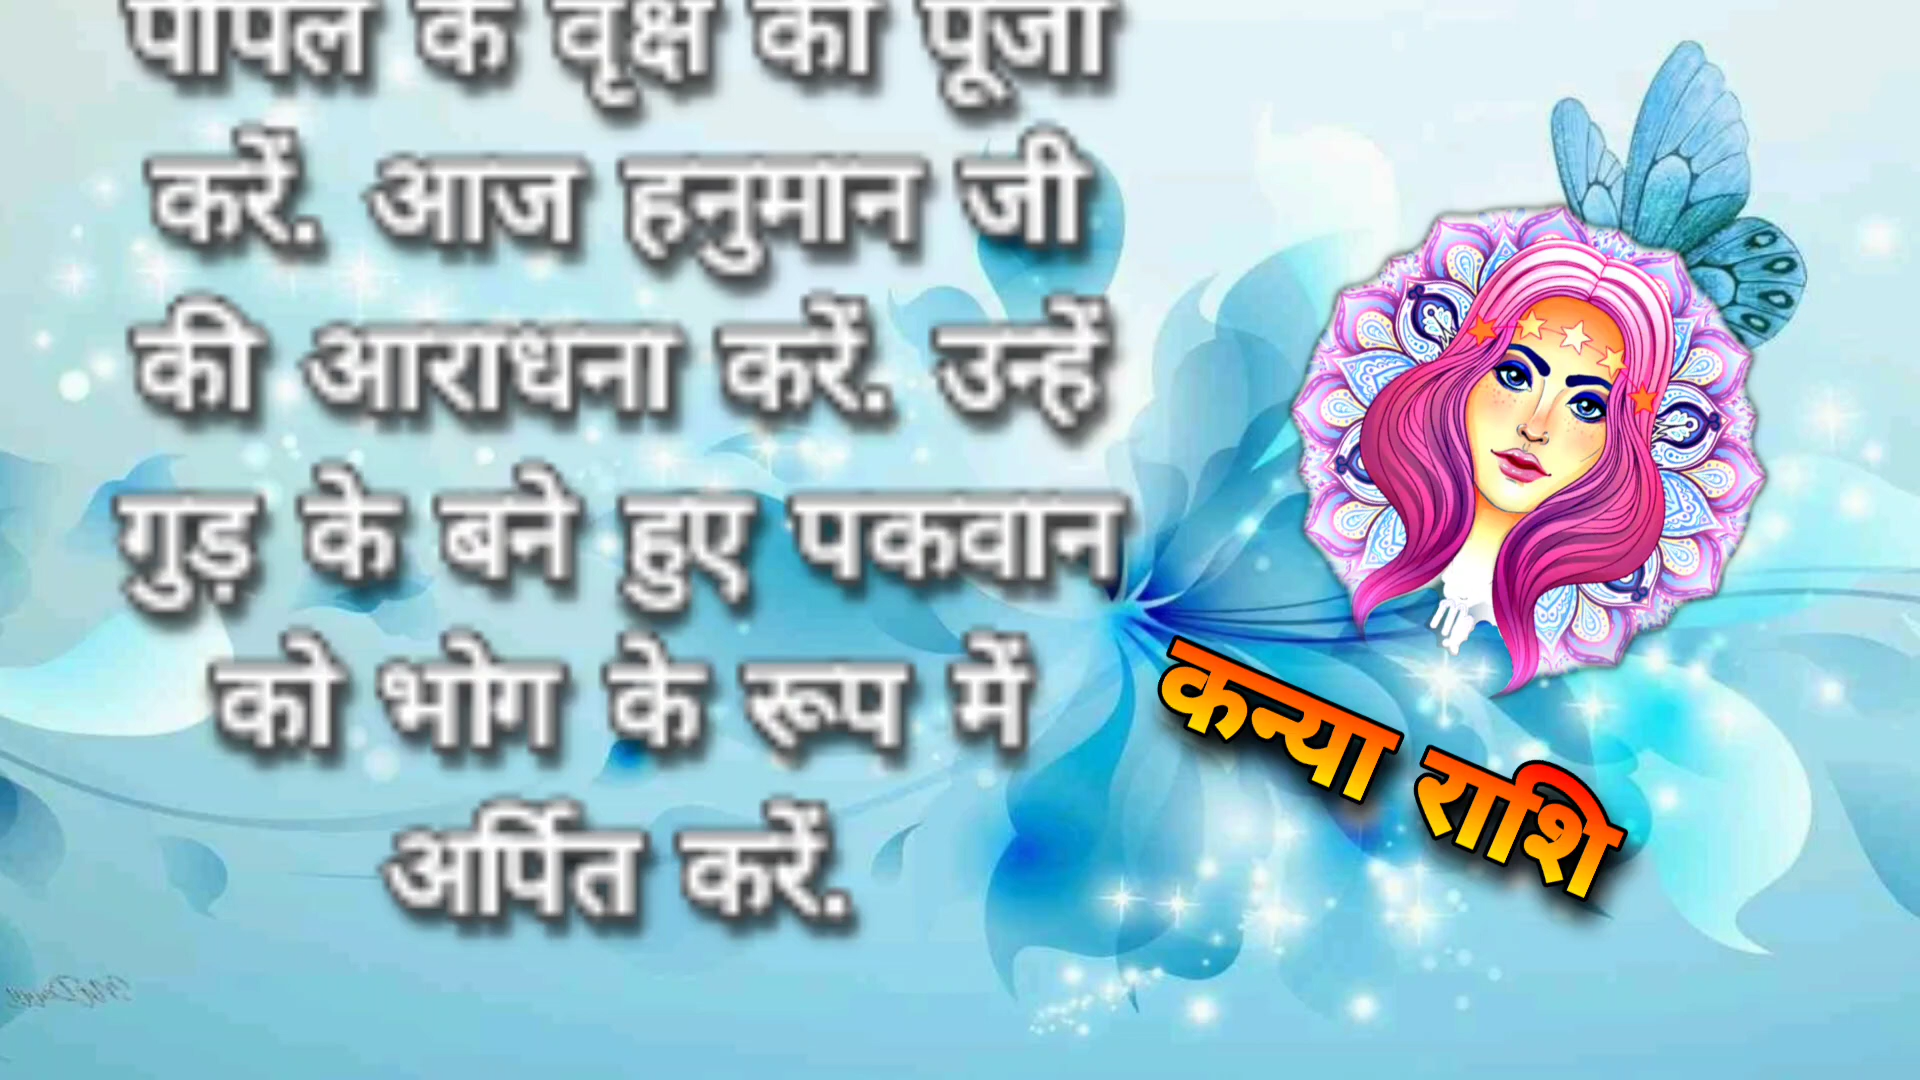 पीपल के वृक्ष की पूजा
करें. आज हनुमान जी
की आराधना करें. उन्हें
गुड़ के बने हुए पकवान
को भोग के रूप में
अर्पित करें.
कन्या राशि